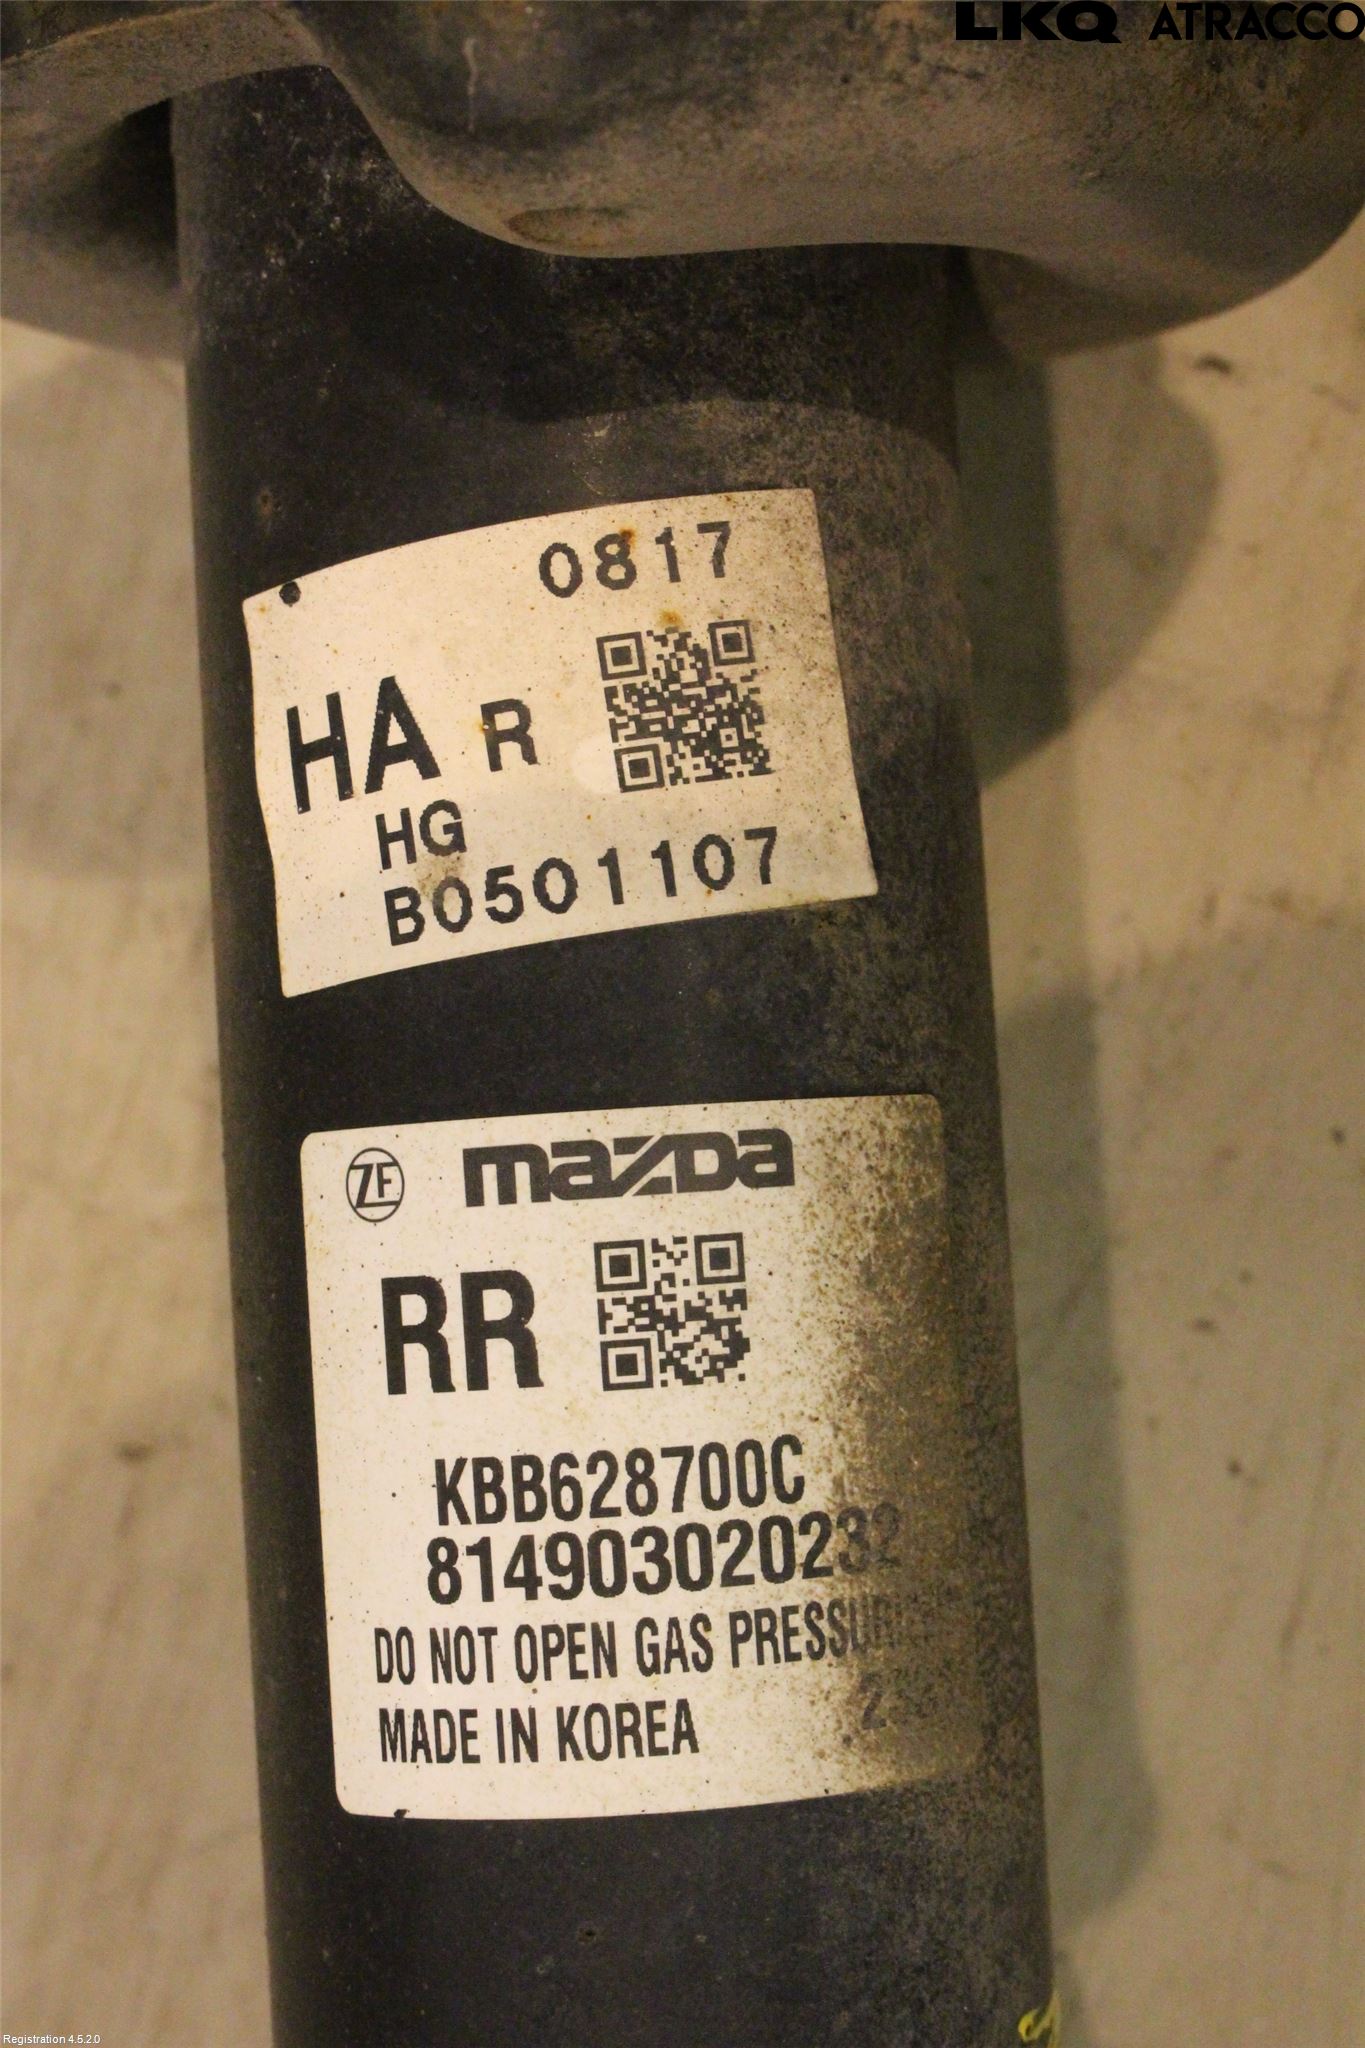 LKQ ATRACCO
0817
HA R
HG
B0501107
ZF mazda
RR
KBB628700C
814903020232
DO NOT OPEN GAS
MADE IN KOREA
Registration 4.5.2.0